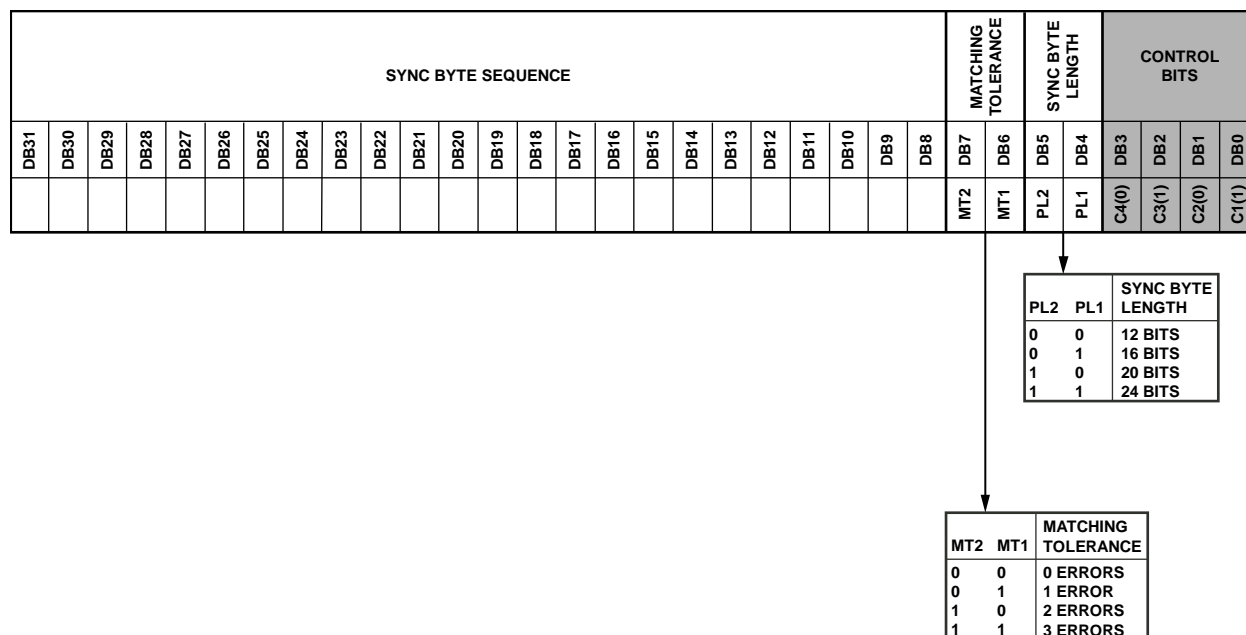 SYNC BYTE SEQUENCE
MATCHING
TOLERANCE
SYNC BYTE
LENGTH
CONTROL
BITS
DB31 DB30 DB29 DB28 DB27 DB26 DB25 DB24 DB23 DB22 DB21 DB20 DB19 DB18 DB17 DB16 DB15 DB14 DB13 DB12 DB11 DB10 DB9 DB8 DB7 DB6 DB5 DB4 DB3 DB2 DB1 DB0
MT2 MT1 PL2 PL1 C4(0) C3(1) C2(0) C1(1)
PL2 PL1 SYNC BYTE
LENGTH
0 0 12 BITS
0 1 16 BITS
1 0 20 BITS
1 1 24 BITS
MT2 MT1 MATCHING
TOLERANCE
0 0 0 ERRORS
0 1 1 ERROR
1 0 2 ERRORS
1 1 3 ERRORS